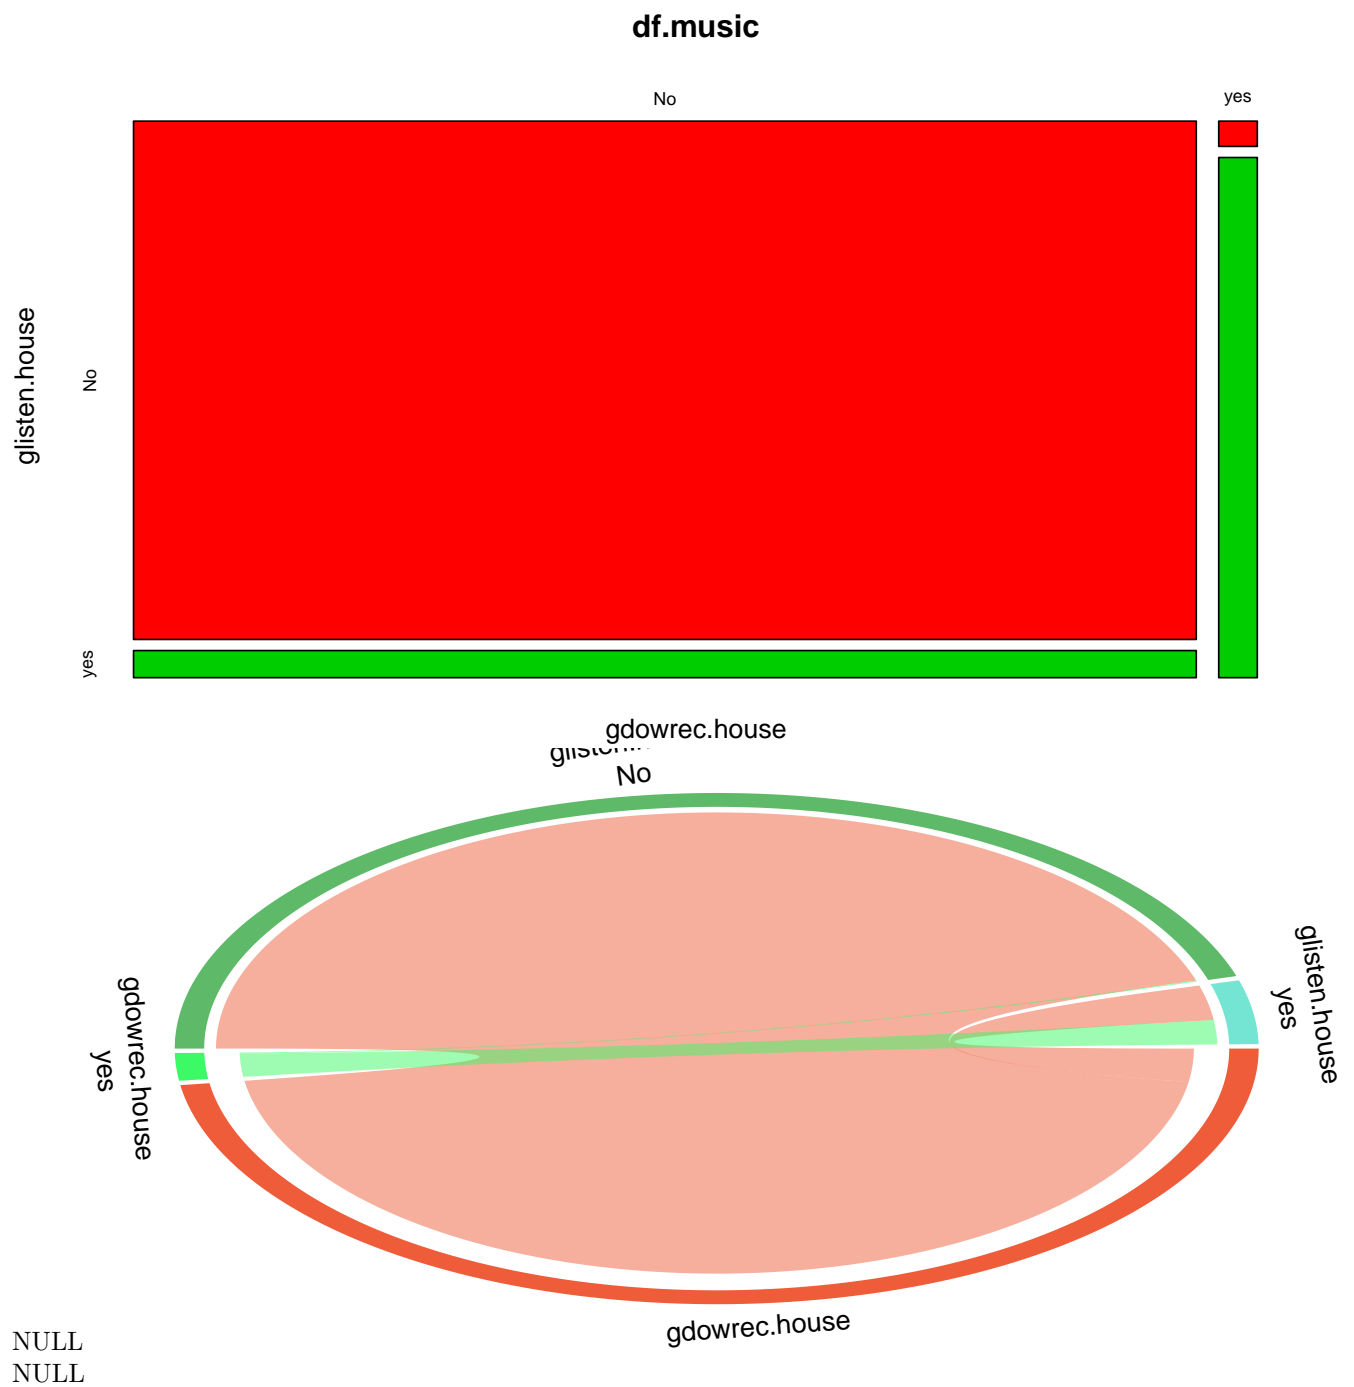 df.music
No
yes
glisten.house
No
yes
gdowrec.house
No
glisten.house
yes
gdowrec.house
yes
gdowrec.house
NULL
NULL